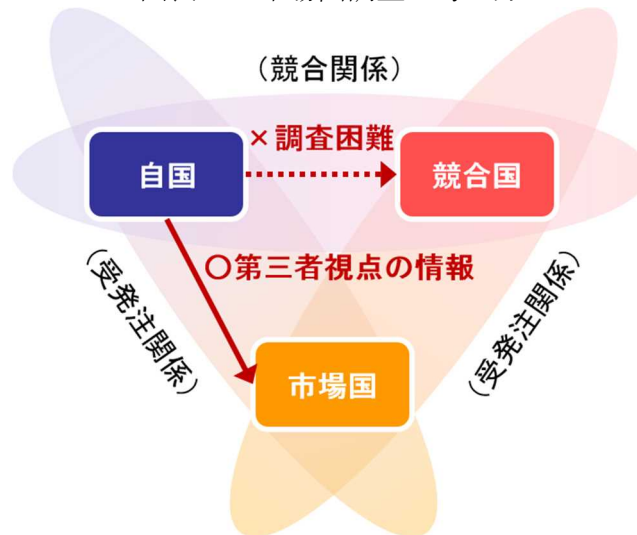 （競合関係）
×調査困難
自国
競合国
〇第三者視点の情報
（受発注関係）
（受発注関係）
市場国